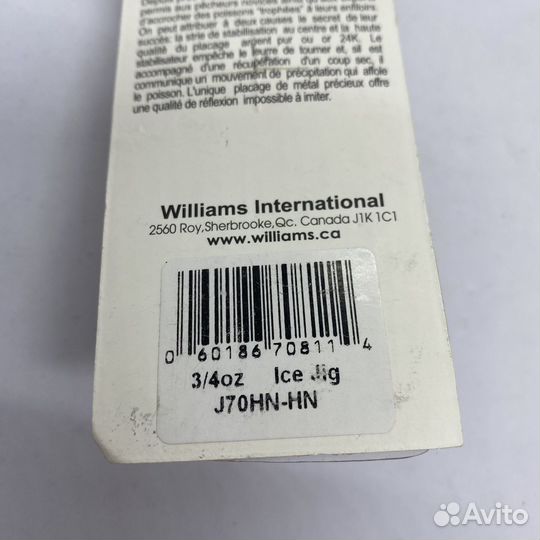 permis aux pêcheurs novices
d'accrocher des poissons "trophées" à leurs enfiloirs.
On peut attribuer à deux causes le secret de leur
succès: la strie de stabilisation au centre et la haute
qualité du placage argent pur ou or 24K. Le
stabilisateur empêche le leurre de tourner et, sil est
accompagné d'une récupération d'un coup sec, il
communique un mouvement de précipitation qui affole
le poisson. L'unique placage de métal précieux offre
une qualité de réflexion impossible à imiter.
Williams International
2560 Roy,Sherbrooke,Qc. Canada J1K 1C1
www.williams.ca
0 60186 70811 4
3/4oz Ice Jig
J70HN-HN
Avito